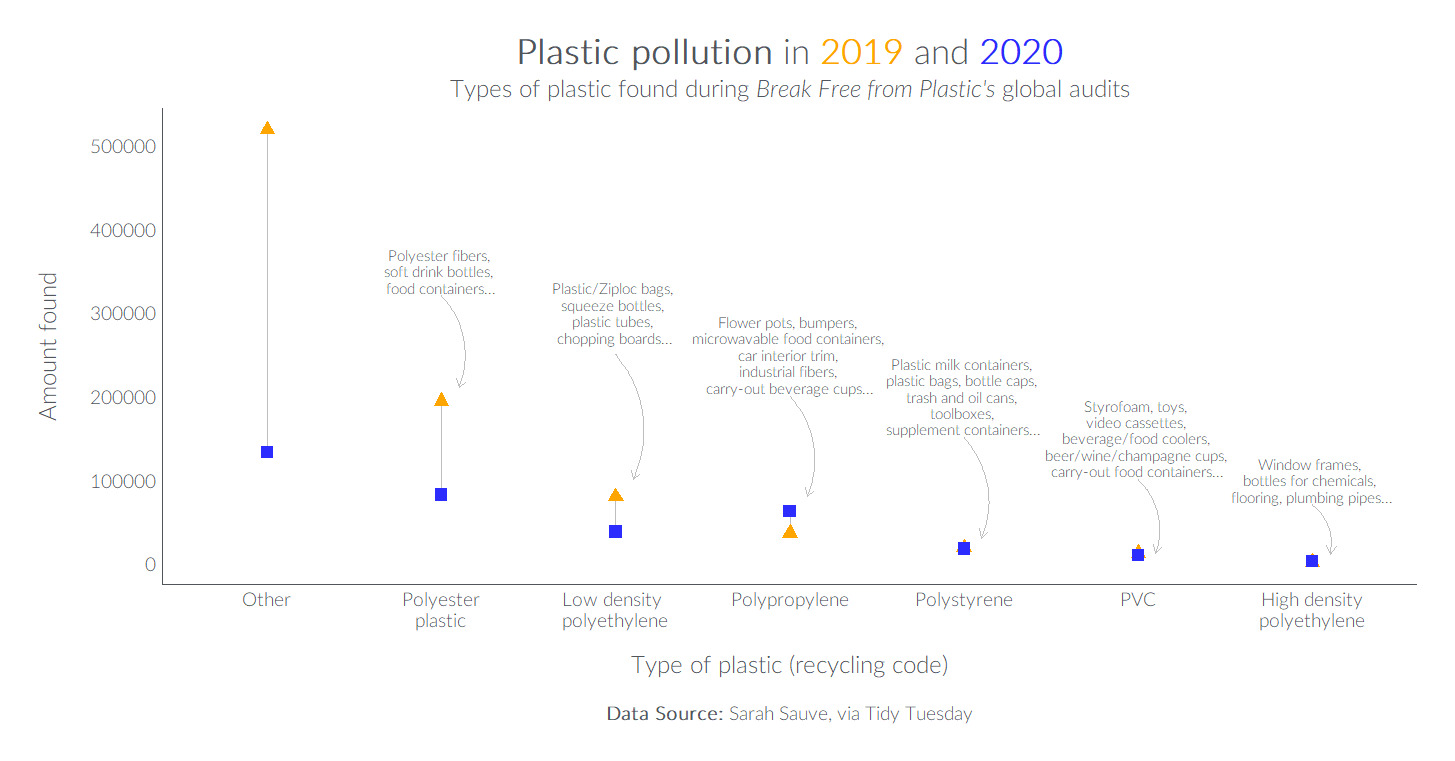 Plastic pollution in 2019 and 2020
Types of plastic found during Break Free from Plastic's global audits
Amount found
500000
400000
300000
200000
100000
0
Polyester fibers,
soft drink bottles,
food containers...
Plastic/Ziploc bags,
squeeze bottles,
plastic tubes,
chopping boards...
Flower pots, bumpers,
microwavable food containers,
car interior trim,
industrial fibers,
carry-out beverage cups...
Plastic milk containers,
plastic bags, bottle caps,
trash and oil cans,
toolboxes,
supplement containers...
Styrofoam, toys,
video cassettes,
beverage/food coolers,
beer/wine/champagne cups,
carry-out food containers...
Window frames,
bottles for chemicals,
flooring, plumbing pipes...
Other
Polyester
plastic
Low density
polyethylene
Polypropylene
Polystyrene
PVC
High density
polyethylene
Type of plastic (recycling code)
Data Source: Sarah Sauve, via Tidy Tuesday